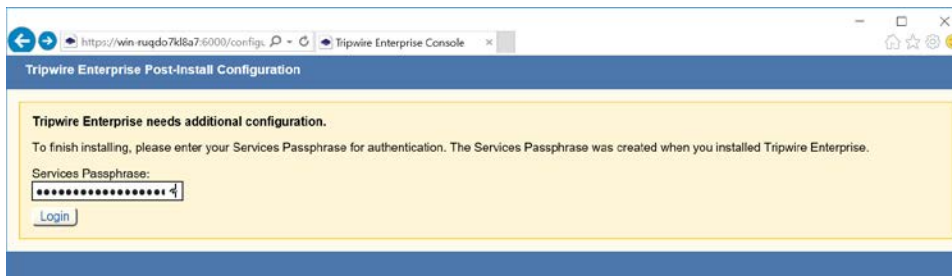 https://win-ruqdo7kl8a7:6000/configu
Tripwire Enterprise Console
Tripwire Enterprise Post-Install Configuration
Tripwire Enterprise needs additional configuration.
To finish installing, please enter your Services Passphrase for authentication. The Services Passphrase was created when you installed Tripwire Enterprise.
Services Passphrase:
Login